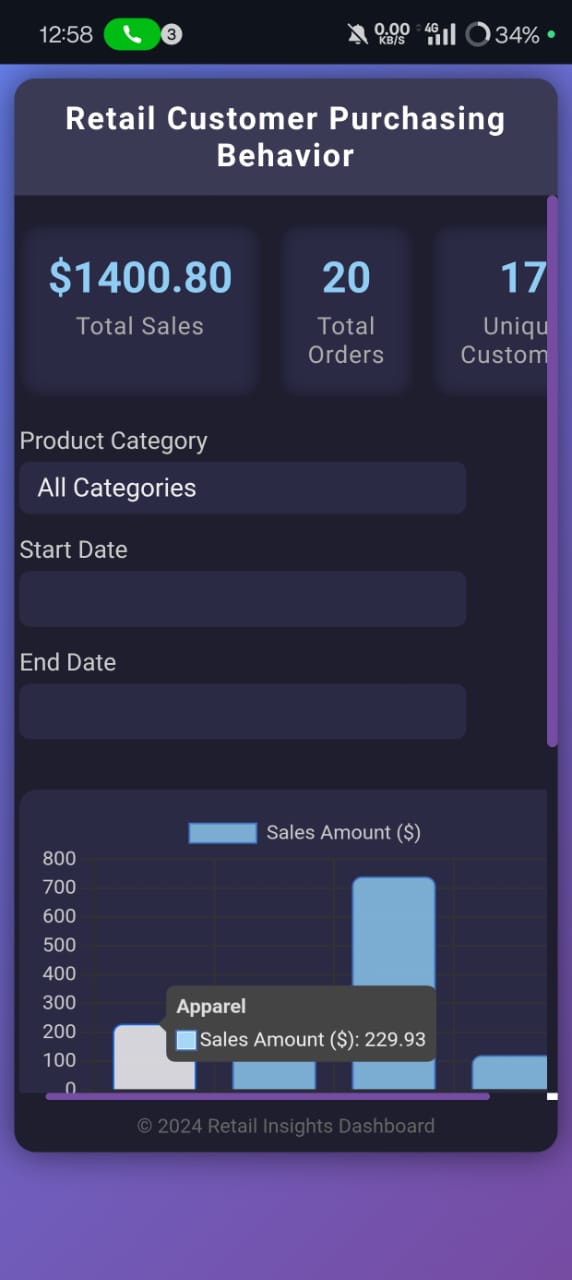 12:58 3 0.00 KB/S 4G 34%
Retail Customer Purchasing
Behavior
$1400.80
Total Sales
20
Total
Orders
17
Uniqu
Custom
Product Category
All Categories
Start Date
End Date
Sales Amount ($)
800
700
600
500
400
300
200
100
0
Apparel
Sales Amount ($): 229.93
© 2024 Retail Insights Dashboard